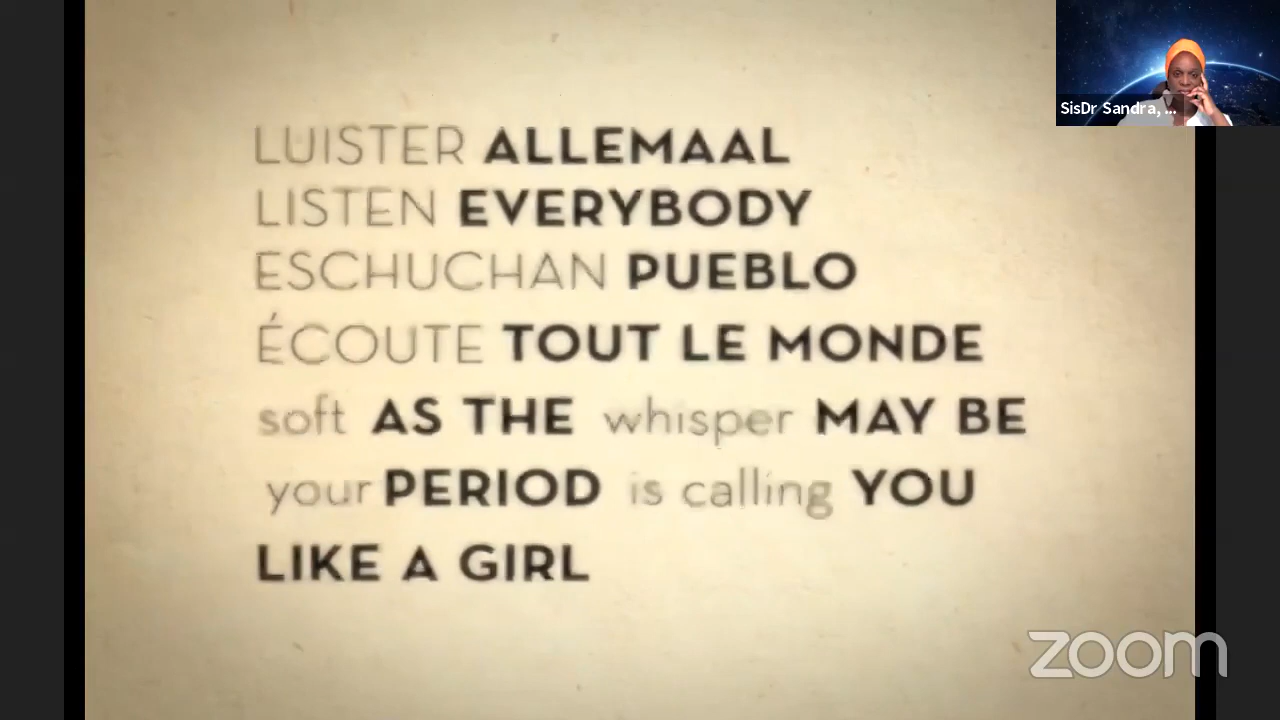 SisDr Sandra, ...
LUISTER ALLEMAAL
LISTEN EVERYBODY
ESCHUCHAN PUEBLO
ÉCOUTE TOUT LE MONDE
soft AS THE whisper MAY BE
your PERIOD is calling YOU
LIKE A GIRL
zoom